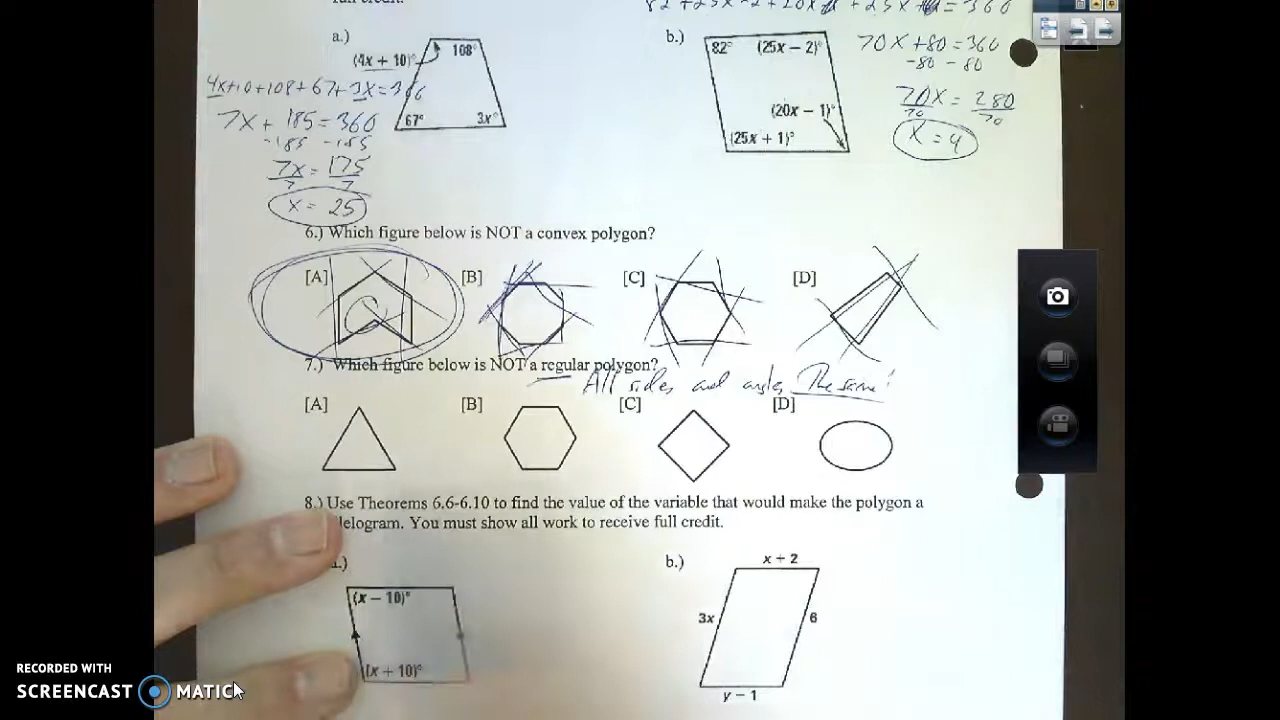 full credit.
82 + 25x - 2 + 20x - 1 + 25x + 1 = 360
a.)
(4x + 10)°
108°
67°
3x°
4x+10+108+67+3x=360
7x + 185 = 360
-185 -185
7x = 175
7 7
x = 25
b.)
82°
(25x – 2)°
(20x – 1)°
(25x + 1)°
70x +80 = 360
-80 -80
70x = 280
70 70
x = 4
6.) Which figure below is NOT a convex polygon?
[A] [B] [C] [D]
7.) Which figure below is NOT a regular polygon?
— All sides and angles The same!
[A] [B] [C] [D]
8.) Use Theorems 6.6-6.10 to find the value of the variable that would make the polygon a
You must show all work to receive full credit.
(x – 10)°
(x + 10)°
b.)
x + 2
3x
6
y – 1
RECORDED WITH
SCREENCAST MATIC